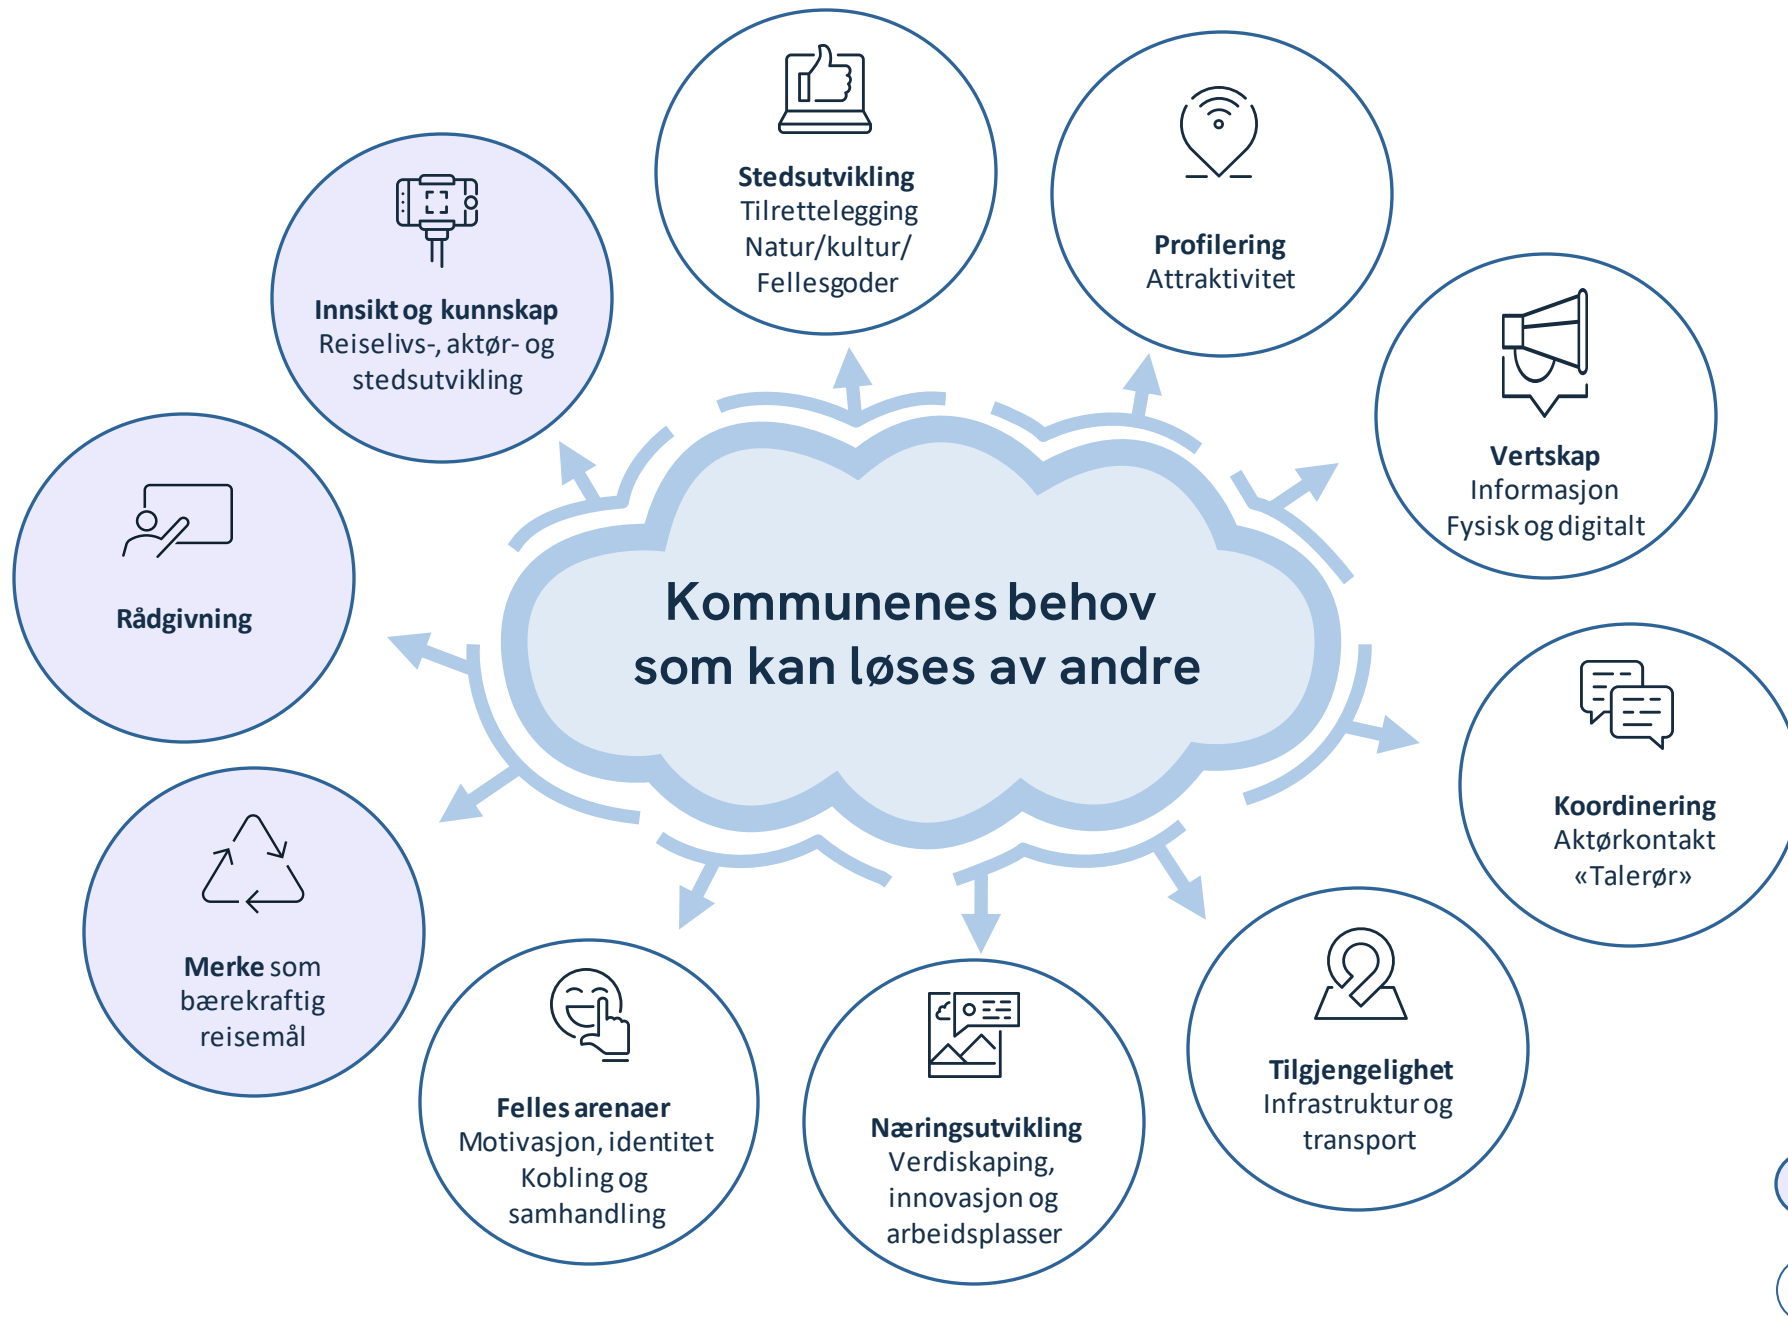 Stedsutvikling
Tilrettelegging
Natur/kultur/
Fellesgoder
Profilering
Attraktivitet
Innsikt og kunnskap
Reiselivs-, aktør- og
stedsutvikling
Vertskap
Informasjon
Fysisk og digitalt
Rådgivning
Kommunenes behov
som kan løses av andre
Koordinering
Aktørkontakt
«Talerør»
Merke som
bærekraftig
reisemål
Felles arenaer
Motivasjon, identitet
Kobling og
samhandling
Næringsutvikling
Verdiskaping,
innovasjon og
arbeidsplasser
Tilgjengelighet
Infrastruktur og
transport